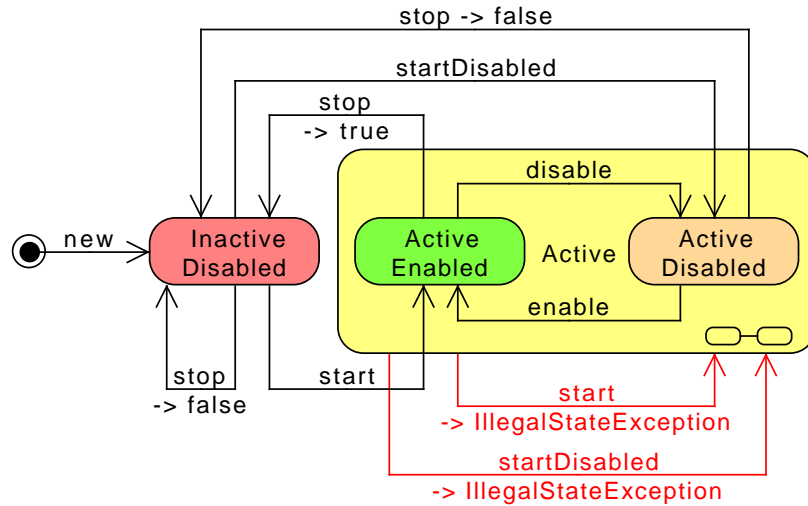 stop -> false
startDisabled
stop
-> true
disable
new
Inactive
Disabled
Active
Enabled
Active
Active
Disabled
enable
stop
-> false
start
start
-> IllegalStateException
startDisabled
-> IllegalStateException